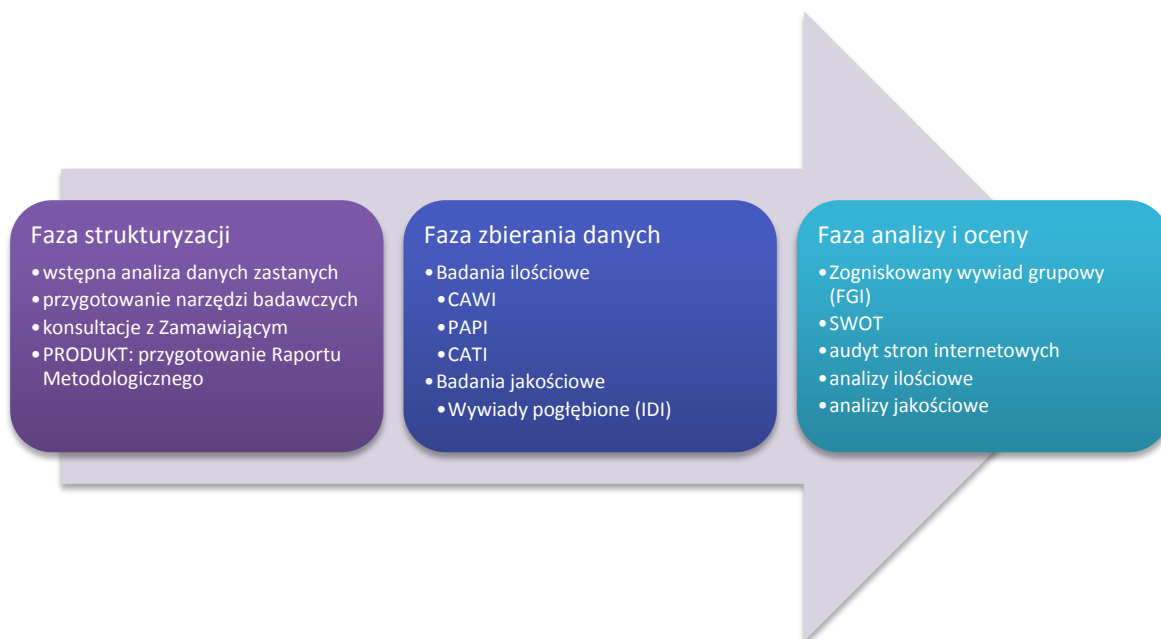 Faza strukturyzacji
•wstępna analiza danych zastanych
•przygotowanie narzędzi badawczych
•konsultacje z Zamawiającym
•PRODUKT: przygotowanie Raportu
Metodologicznego
Faza zbierania danych
•Badania ilościowe
•CAWI
•PAPI
•CATI
•Badania jakościowe
•Wywiady pogłębione (IDI)
Faza analizy i oceny
•Zogniskowany wywiad grupowy
(FGI)
•SWOT
•audyt stron internetowych
•analizy ilościowe
•analizy jakościowe